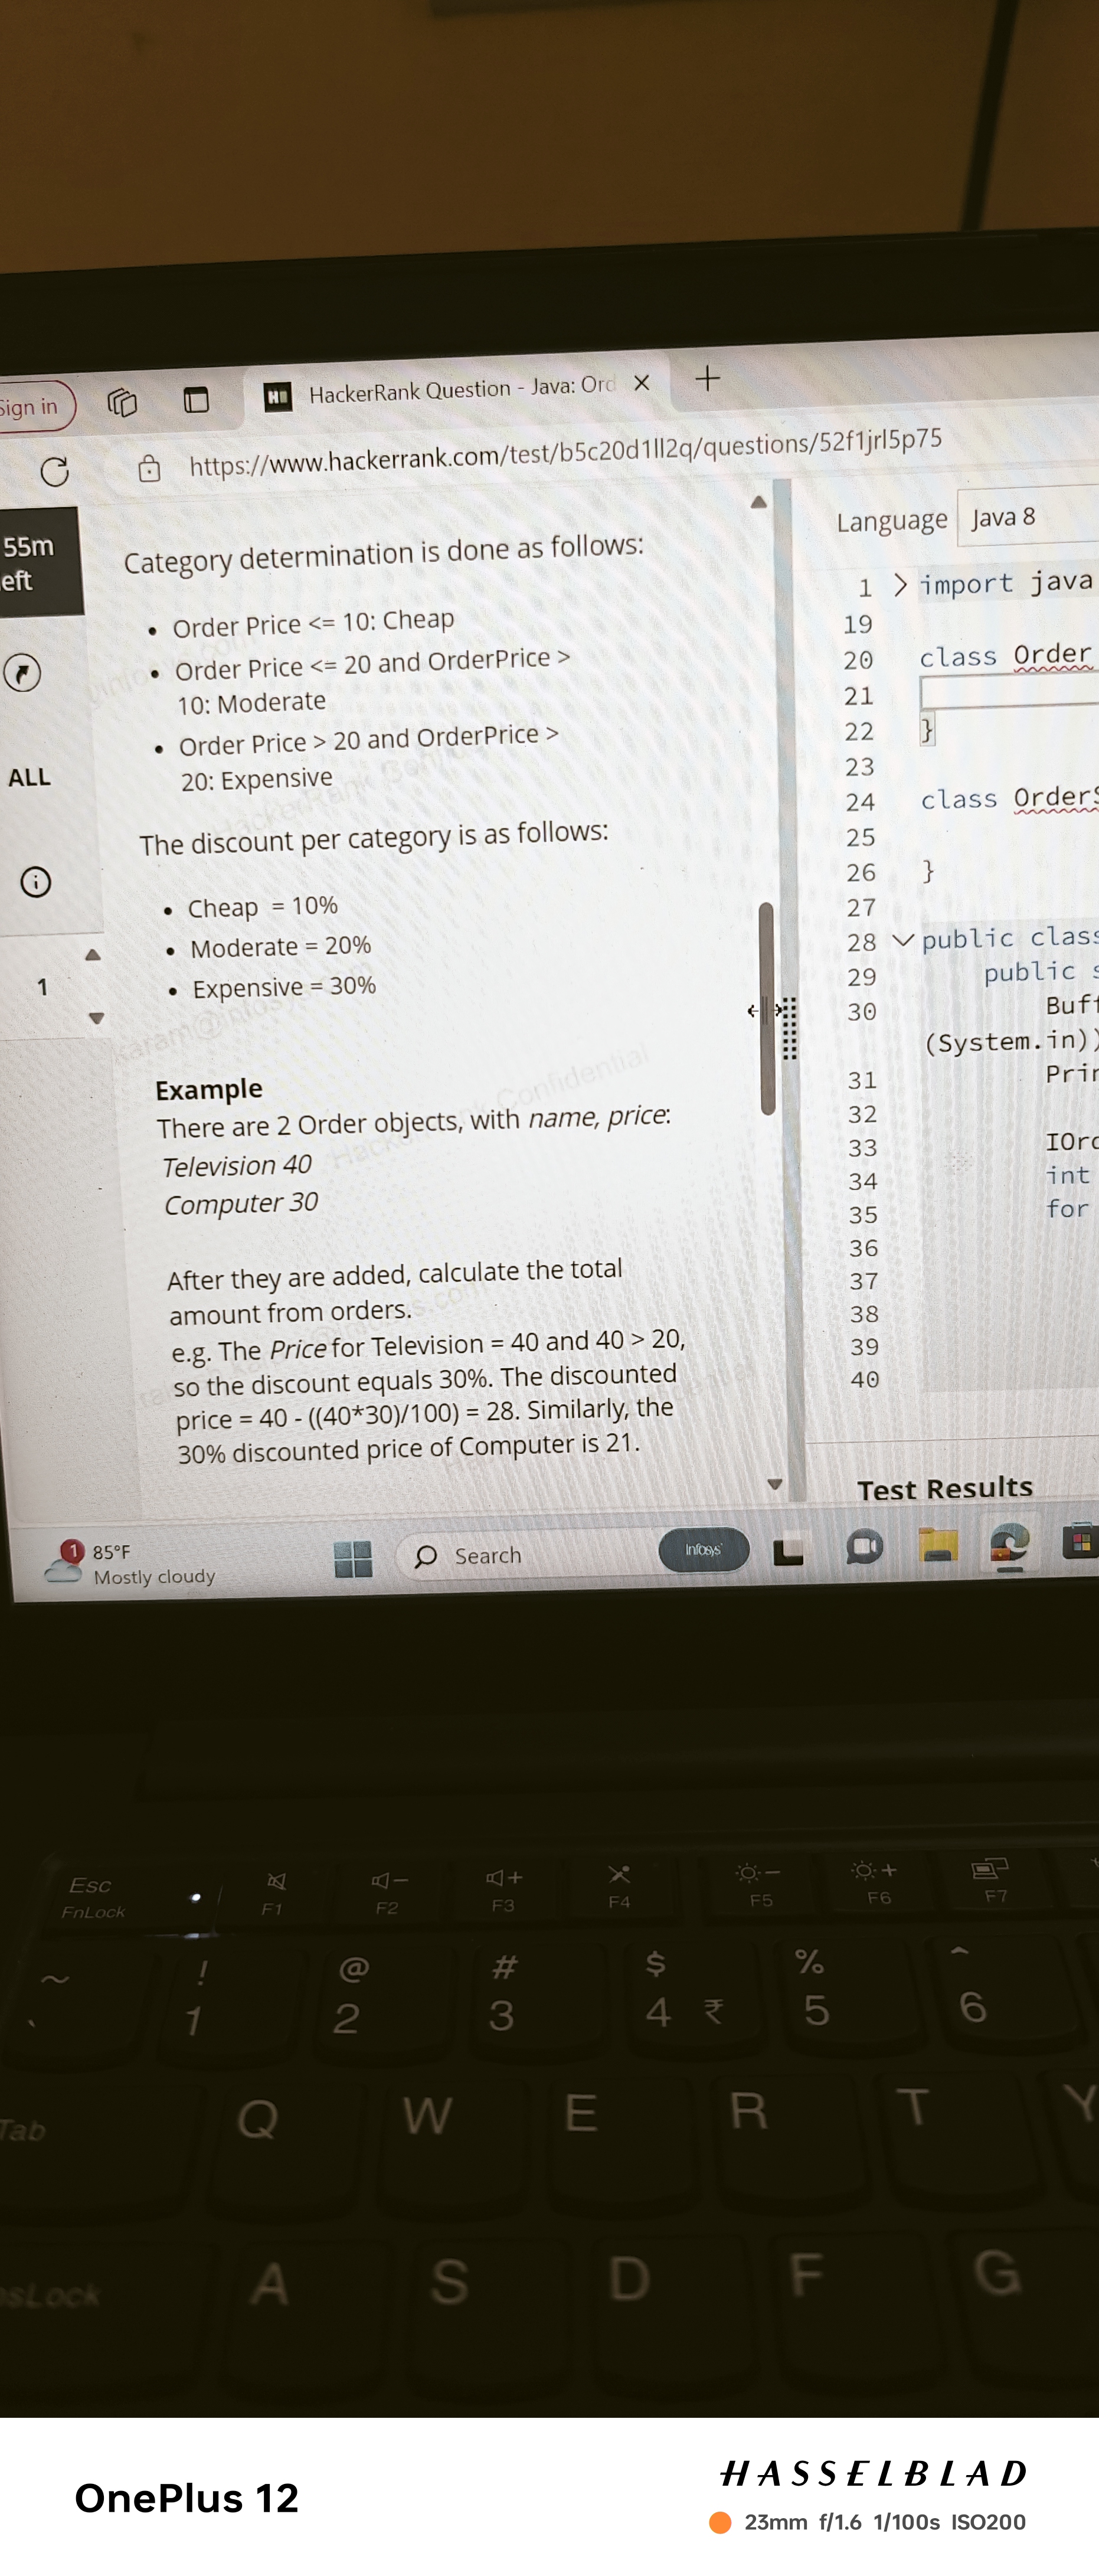 Sign in
HackerRank Question - Java: Ord
https://www.hackerrank.com/test/b5c20d1ll2q/questions/52f1jrl5p75
55m
eft
ALL
1
Category determination is done as follows:
• Order Price <= 10: Cheap
• Order Price <= 20 and OrderPrice >
10: Moderate
• Order Price > 20 and OrderPrice >
20: Expensive
The discount per category is as follows:
• Cheap = 10%
• Moderate = 20%
• Expensive = 30%
Example
There are 2 Order objects, with name, price:
Television 40
Computer 30
After they are added, calculate the total
amount from orders.
e.g. The Price for Television = 40 and 40 > 20,
so the discount equals 30%. The discounted
price = 40 - ((40*30)/100) = 28. Similarly, the
30% discounted price of Computer is 21.
HackerRank Confidential
Language Java 8
1 > import java
19
20 class Order
21
22 }
23
24 class OrderS
25
26 }
27
28 public class
29 public s
30 Buff
(System.in))
31 Prin
32
33 IOrd
34 int
35 for
36
37
38
39
40
Test Results
1
85°F
Mostly cloudy
Search
Infosys
Esc
FnLock
F1
F2
F3
F4
F5
F6
F7
~ ! @ # $ % ^
` 1 2 3 4 ₹ 5 6
Tab Q W E R T Y
psLock A S D F G
OnePlus 12
HASSELBLAD
23mm f/1.6 1/100s ISO200